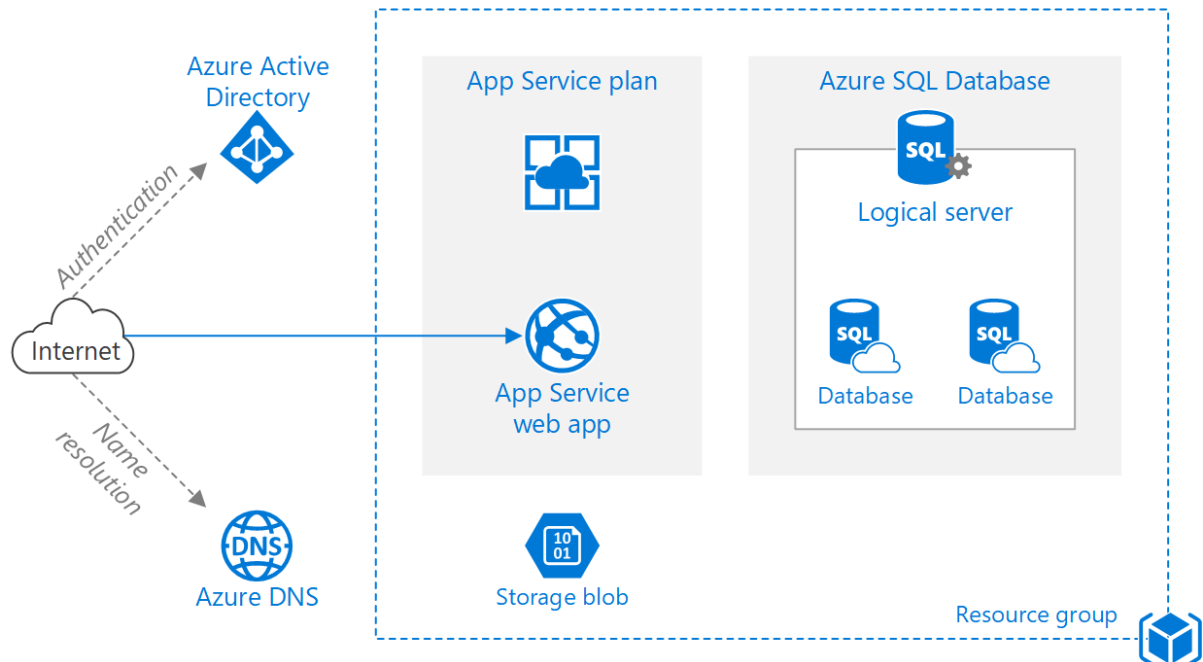 Azure Active
Directory
App Service plan
Azure SQL Database
SQL
Logical server
Authentication
Internet
App Service
web app
SQL
SQL
Database
Database
Name
resolution
DNS
Azure DNS
10
01
Storage blob
Resource group